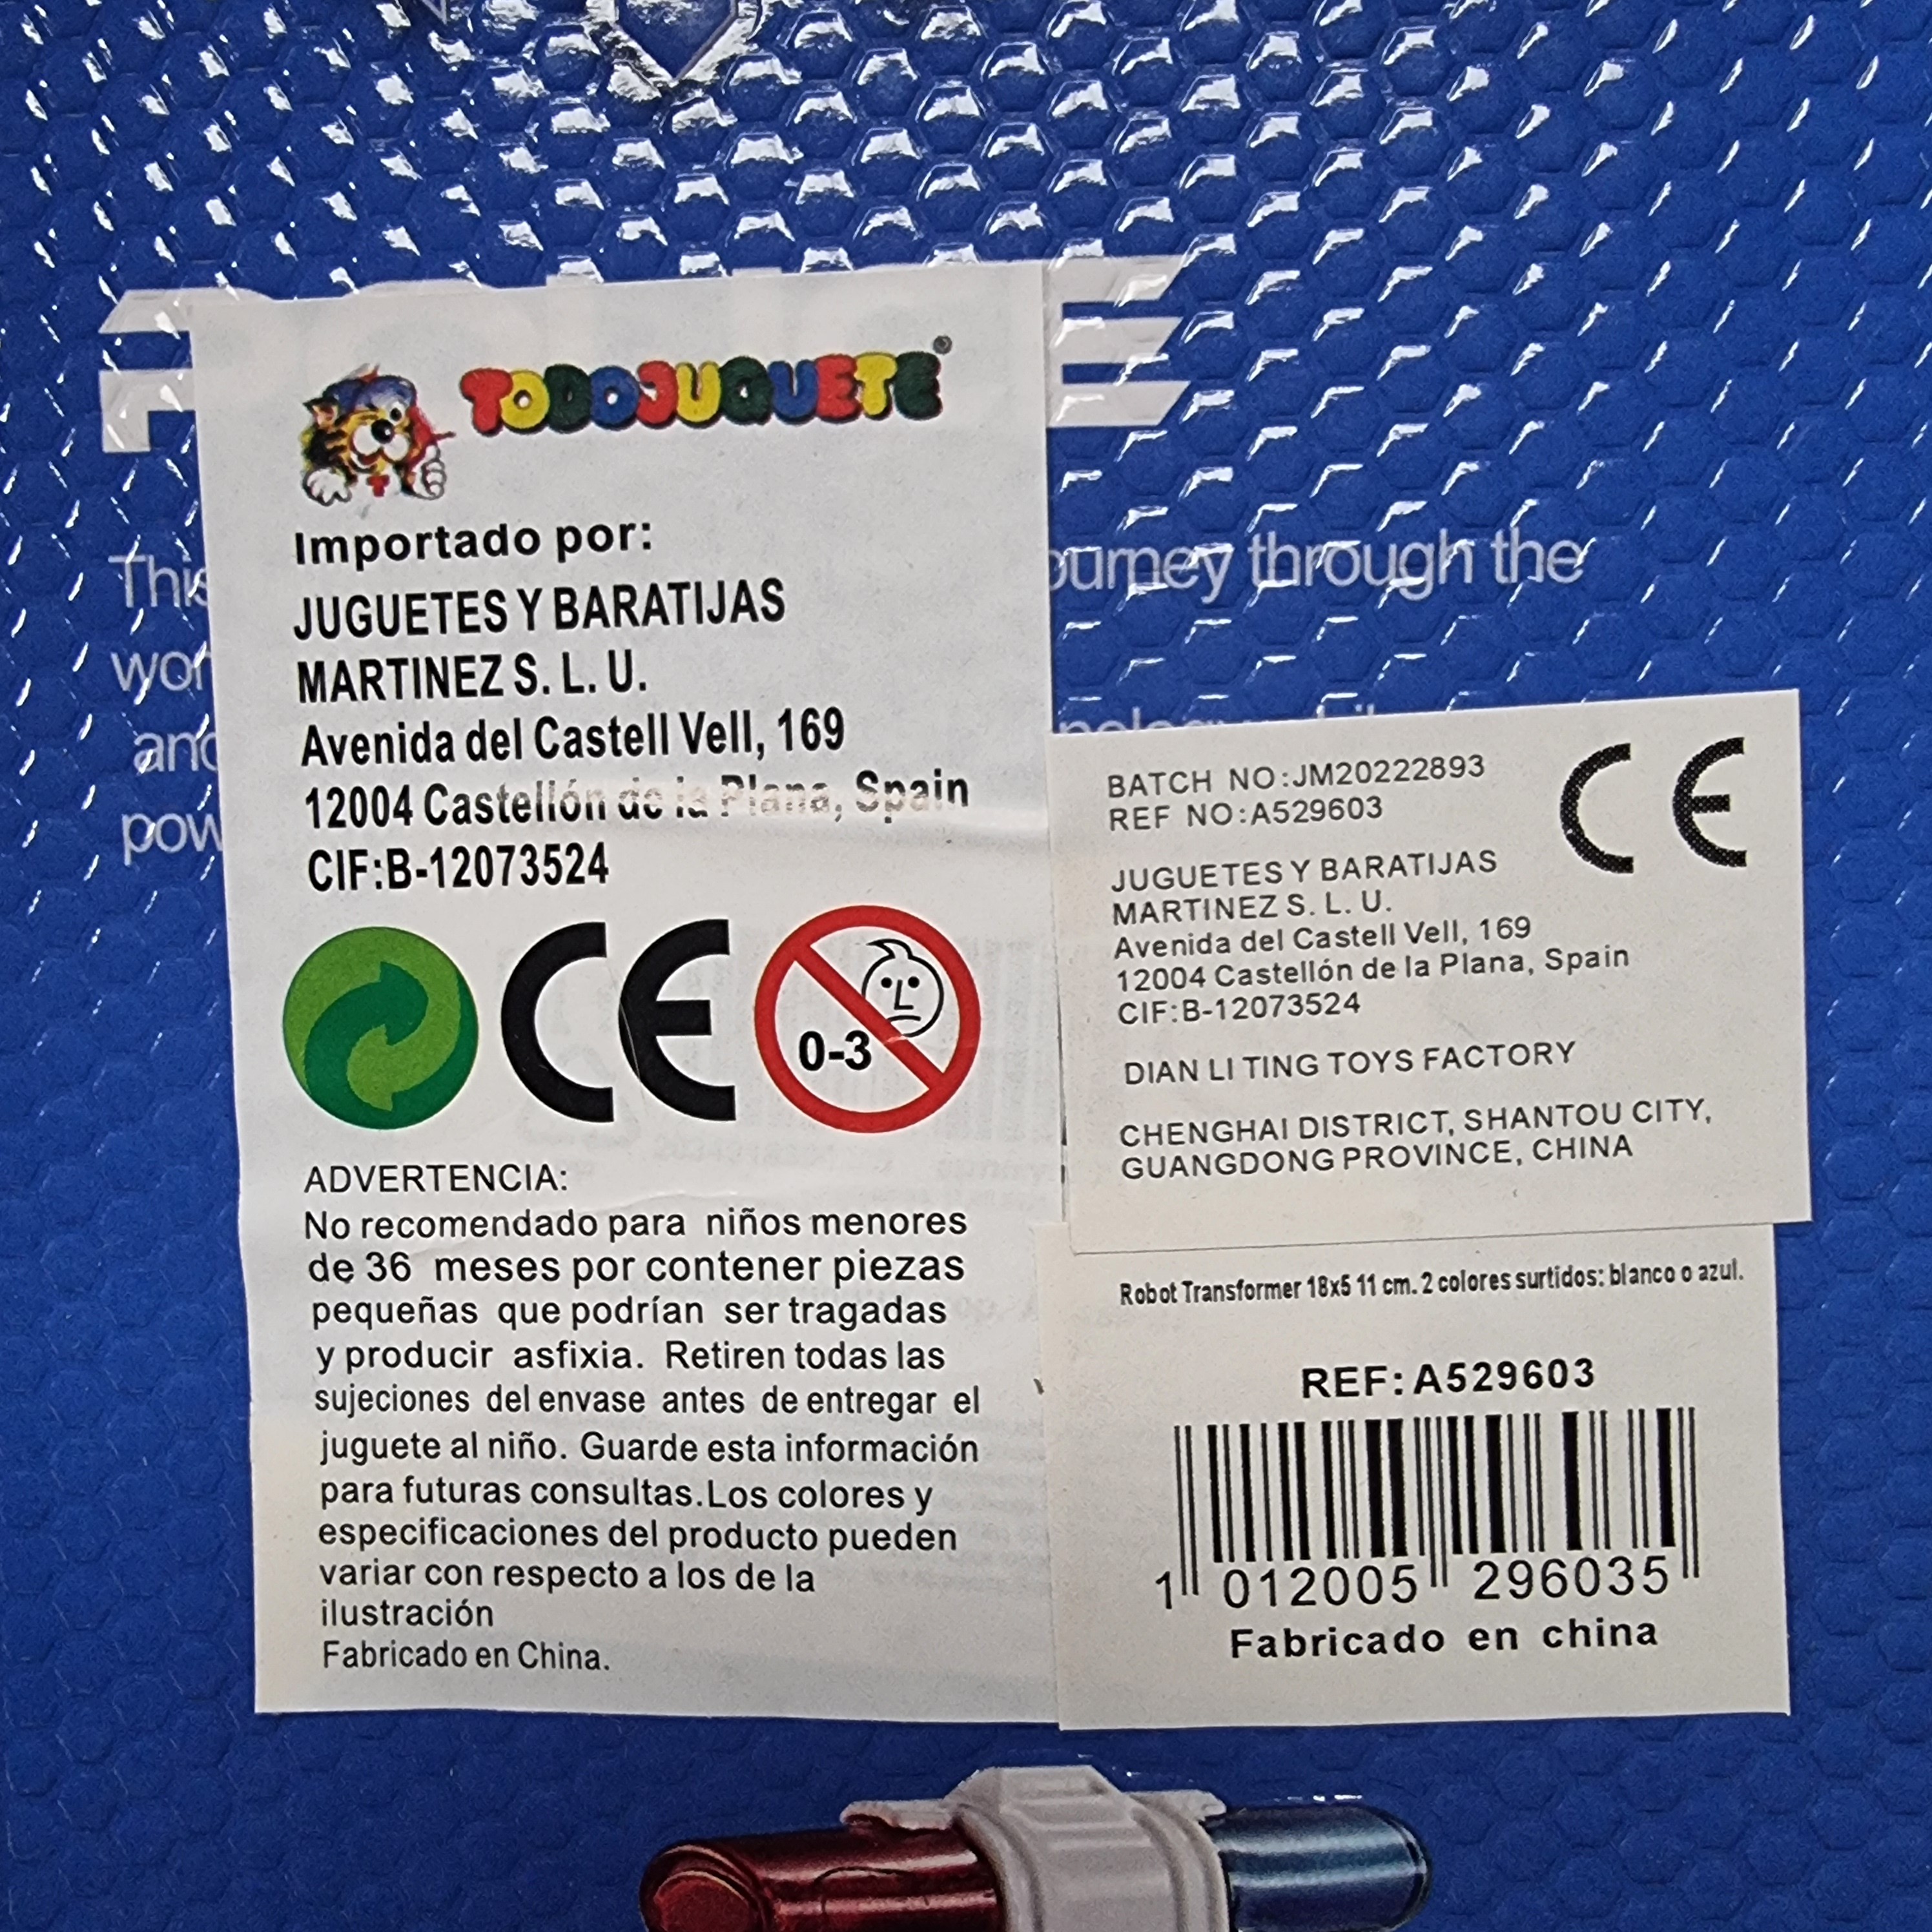 TODOJUQUETE®
Importado por:
JUGUETES Y BARATIJAS
MARTINEZ S. L. U.
Avenida del Castell Vell, 169
12004 Castellón de la Plana, Spain
CIF:B-12073524
CE
0-3
ADVERTENCIA:
No recomendado para niños menores
de 36 meses por contener piezas
pequeñas que podrían ser tragadas
y producir asfixia. Retiren todas las
sujeciones del envase antes de entregar el
juguete al niño. Guarde esta información
para futuras consultas.Los colores y
especificaciones del producto pueden
variar con respecto a los de la
ilustración
Fabricado en China.
through the
BATCH NO:JM20222893
REF NO:A529603
CE
JUGUETES Y BARATIJAS
MARTINEZ S. L. U.
Avenida del Castell Vell, 169
12004 Castellón de la Plana, Spain
CIF:B-12073524
DIAN LI TING TOYS FACTORY
CHENGHAI DISTRICT, SHANTOU CITY,
GUANGDONG PROVINCE, CHINA
Robot Transformer 18x5 11 cm. 2 colores surtidos: blanco o azul.
REF:A529603
1 012005 296035
Fabricado en china